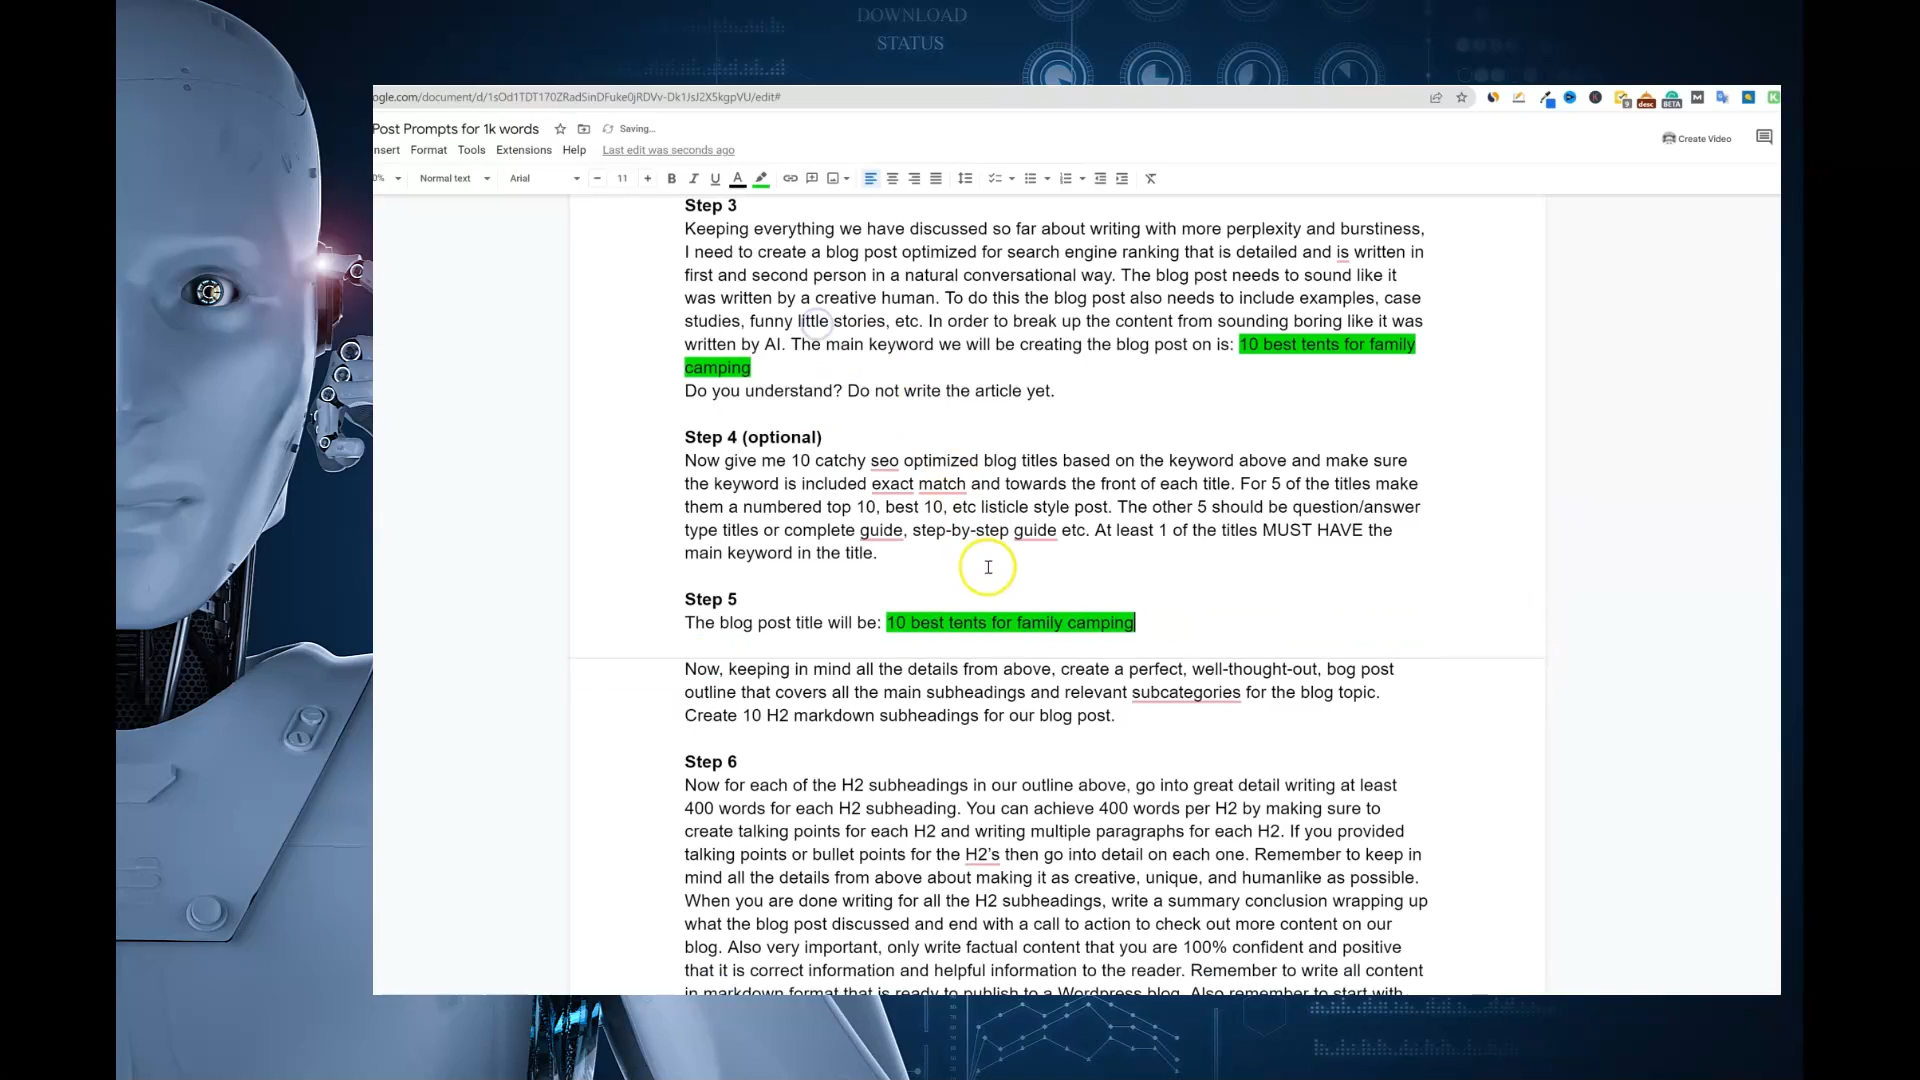 DOWNLOAD
STATUS
ogle.com/document/d/1sOd1TDT170ZRadSinDFuke0jRDVv-Dk1JsJ2X5kgpVU/edit#
desc
BETA
Post Prompts for 1k words
Saving...
Create Video
nsert Format Tools Extensions Help Last edit was seconds ago
0% Normal text Arial 11
Step 3
Keeping everything we have discussed so far about writing with more perplexity and burstiness,
I need to create a blog post optimized for search engine ranking that is detailed and is written in
first and second person in a natural conversational way. The blog post needs to sound like it
was written by a creative human. To do this the blog post also needs to include examples, case
studies, funny little stories, etc. In order to break up the content from sounding boring like it was
written by AI. The main keyword we will be creating the blog post on is: 10 best tents for family
camping
Do you understand? Do not write the article yet.
Step 4 (optional)
Now give me 10 catchy seo optimized blog titles based on the keyword above and make sure
the keyword is included exact match and towards the front of each title. For 5 of the titles make
them a numbered top 10, best 10, etc listicle style post. The other 5 should be question/answer
type titles or complete guide, step-by-step guide etc. At least 1 of the titles MUST HAVE the
main keyword in the title.
Step 5
The blog post title will be: 10 best tents for family camping
Now, keeping in mind all the details from above, create a perfect, well-thought-out, bog post
outline that covers all the main subheadings and relevant subcategories for the blog topic.
Create 10 H2 markdown subheadings for our blog post.
Step 6
Now for each of the H2 subheadings in our outline above, go into great detail writing at least
400 words for each H2 subheading. You can achieve 400 words per H2 by making sure to
create talking points for each H2 and writing multiple paragraphs for each H2. If you provided
talking points or bullet points for the H2's then go into detail on each one. Remember to keep in
mind all the details from above about making it as creative, unique, and humanlike as possible.
When you are done writing for all the H2 subheadings, write a summary conclusion wrapping up
what the blog post discussed and end with a call to action to check out more content on our
blog. Also very important, only write factual content that you are 100% confident and positive
that it is correct information and helpful information to the reader. Remember to write all content
in markdown format that is ready to publish to a Wordpress blog. Also remember to start with